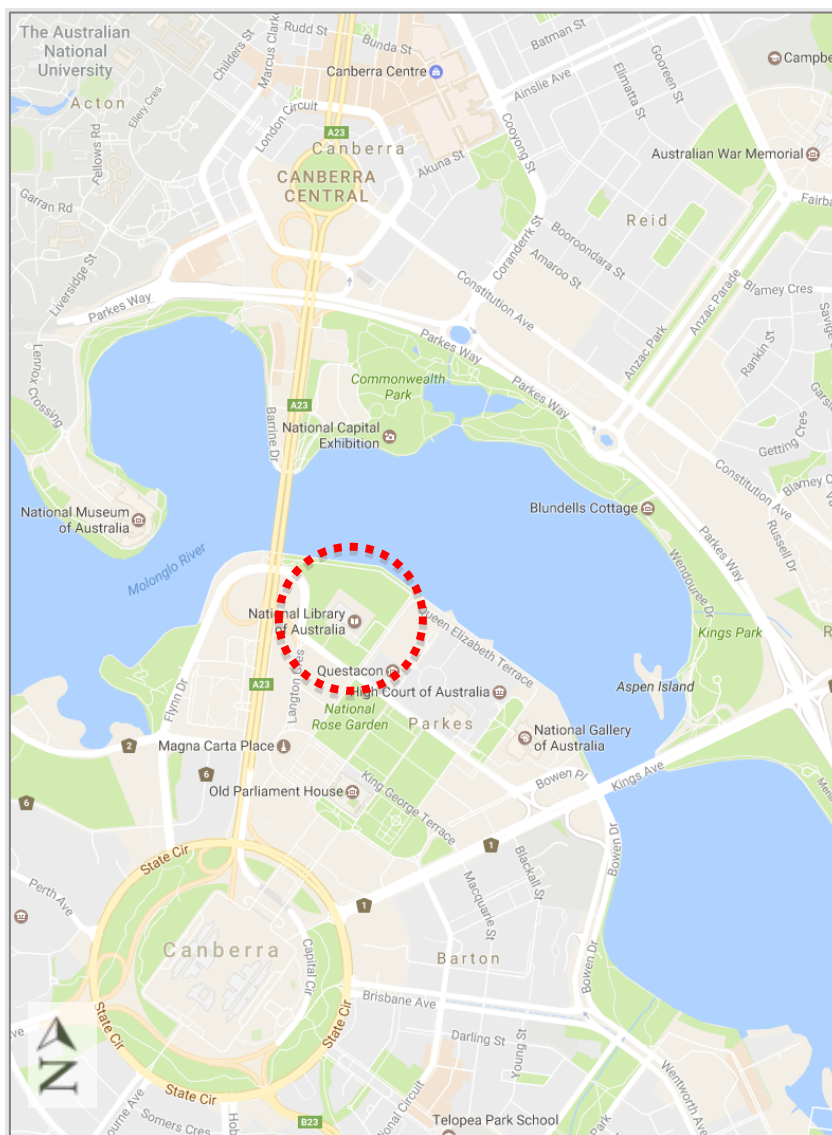 The Australian
National
University
Rudd St
Marcus Clarke
Childers St
Bunda St
Batman St
Gooreen St
Elimatta St
Ainslie Ave
Canberra Centre
Acton
Ellery Cres
Fellows Rd
London Circuit
A23
Canberra
Akuna St
Cooyong St
CANBERRA
CENTRAL
Australian War Memorial
Garran Rd
Reid
Liversidge St
Coranderrk St
Booroondara St
Amaroo St
Constitution Ave
Parkes Way
Parkes Way
Anzac Park
Anzac Parade
Blamey Cres
Rankin St
Lennox Crossing
Commonwealth
Park
A23
Barrine Dr
Parkes Way
National Capital
Exhibition
Getting Cres
Constitution Ave
Blamey Cres
National Museum
of Australia
Blundells Cottage
Russell Dr
Parkes Way
Molonglo River
Wendouree Dr
National Library
of Australia
Queen Elizabeth Terrace
Kings Park
Questacon
High Court of Australia
Aspen Island
A23
Langton Cres
Flynn Dr
National
Rose Garden
Parkes
National Gallery
of Australia
2
Magna Carta Place
6
6
Old Parliament House
King George Terrace
Bowen Pl
Kings Ave
1
Bowen Dr
State Cir
Blackall St
Macquarie St
Perth Ave
1
Canberra
Capital Cir
Barton
Bowen Dr
Brisbane Ave
State Cir
State Cir
N
Darling St
Young St
Wentworth Ave
State Cir
Somers Cres
B23
Telopea Park School